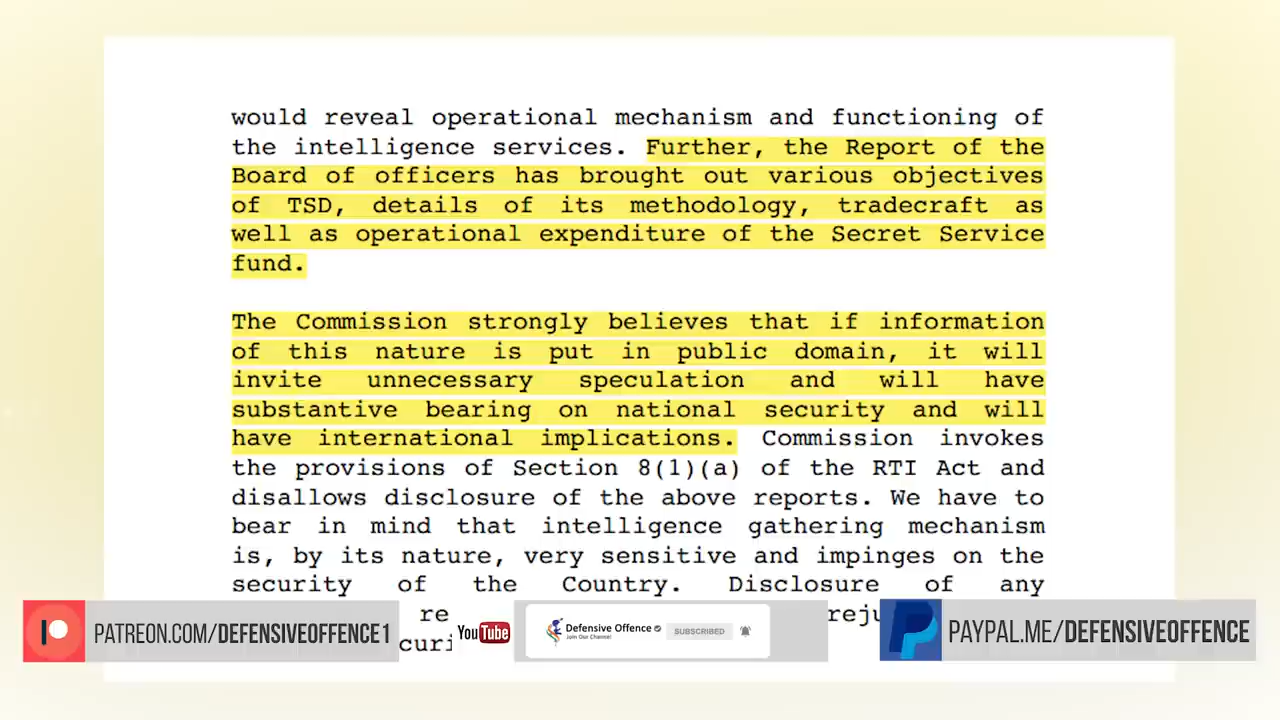 would reveal operational mechanism and functioning of
the intelligence services. Further, the Report of the
Board of officers has brought out various objectives
of TSD, details of its methodology, tradecraft as
well as operational expenditure of the Secret Service
fund.
The Commission strongly believes that if information
of this nature is put in public domain, it will
invite unnecessary speculation and will have
substantive bearing on national security and will
have international implications. Commission invokes
the provisions of Section 8(1)(a) of the RTI Act and
disallows disclosure of the above reports. We have to
bear in mind that intelligence gathering mechanism
is, by its nature, very sensitive and impinges on the
security of the Country. Disclosure of any
PATREON.COM/DEFENSIVEOFFENCE1
YouTube
Defensive Offence
Join Our Channel
SUBSCRIBED
PAYPAL.ME/DEFENSIVEOFFENCE